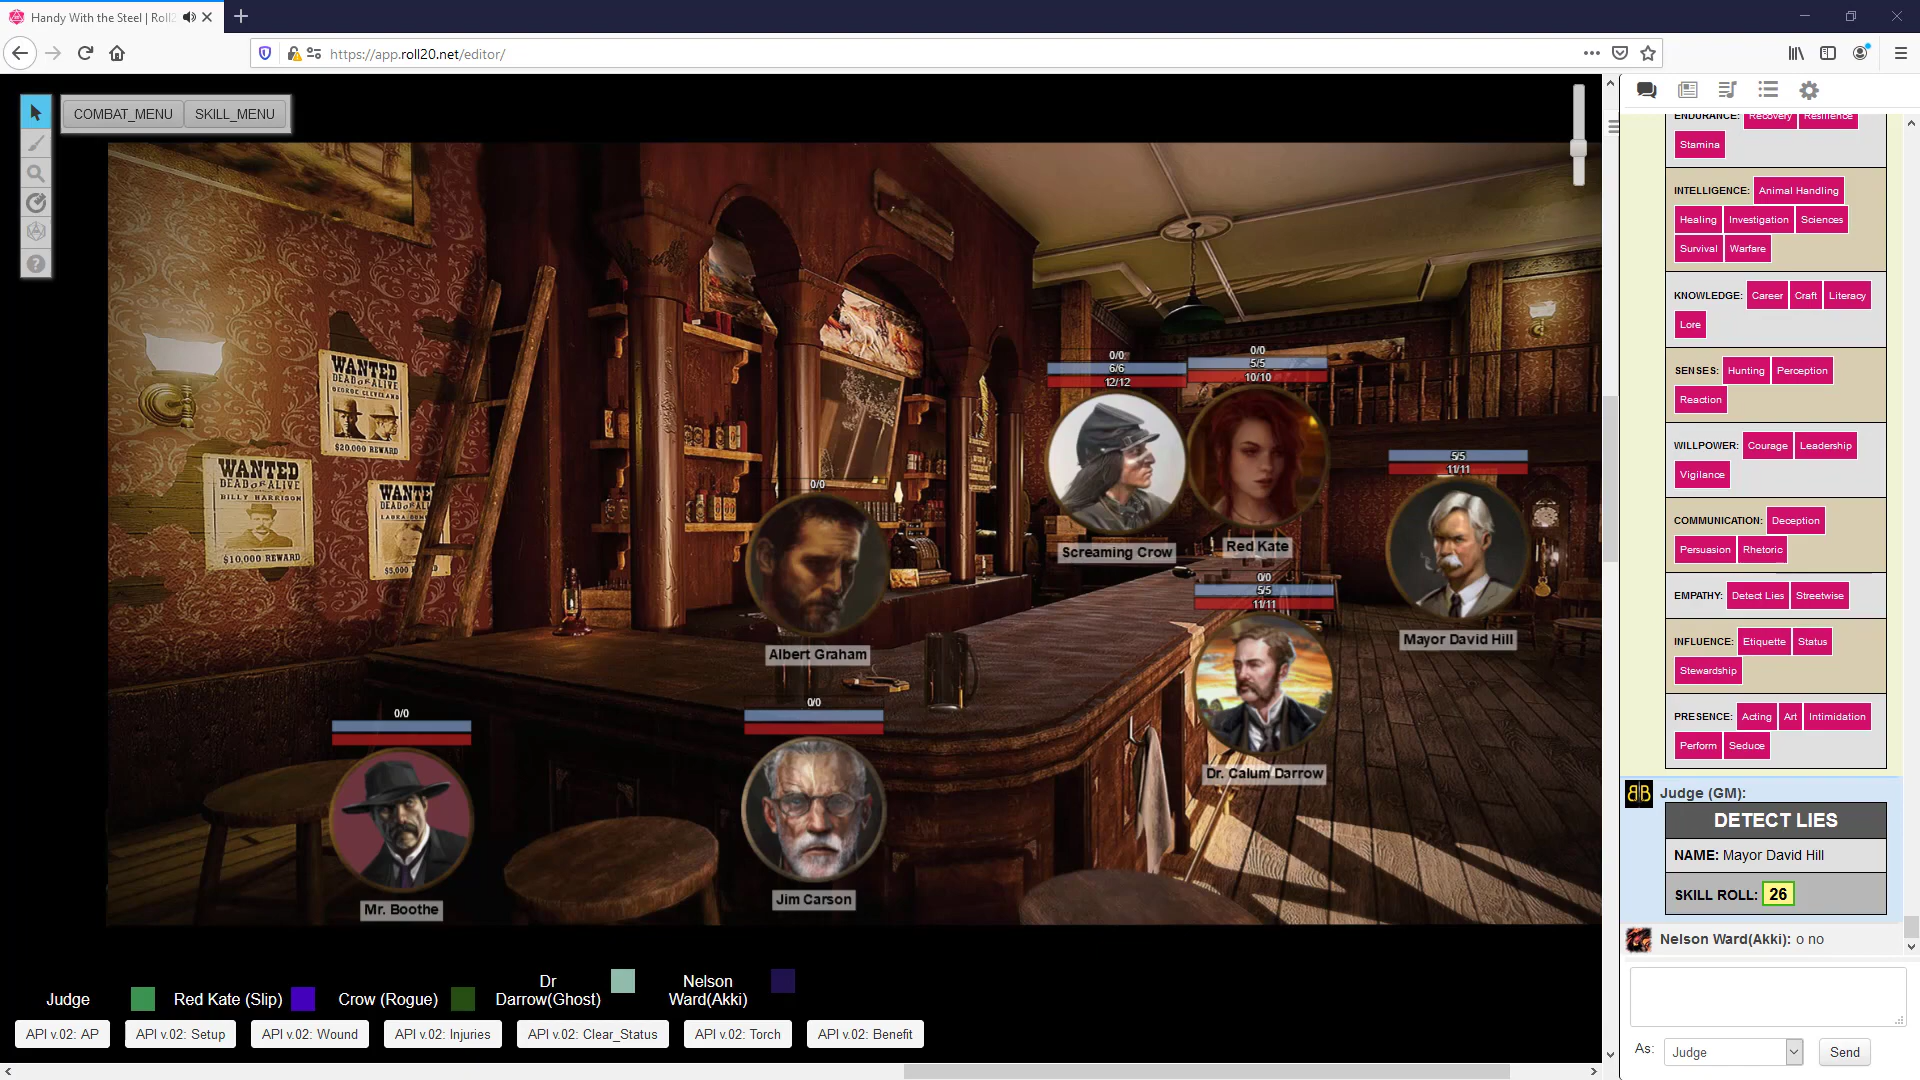 Handy With the Steel | Roll2
https://app.roll20.net/editor/
COMBAT_MENU
SKILL_MENU
WANTED
DEAD OR ALIVE
GEORGE CLEVELAND
$20,000 REWARD
WANTED
DEAD OR ALIVE
BILLY HARRISON
$10,000 REWARD
WANTE
DEAD OR ALIV
$5,000
0/0
6/6
12/12
0/0
5/5
10/10
5/5
11/11
0/0
Screaming Crow
Red Kate
0/0
5/5
11/11
Mayor David Hill
Albert Graham
0/0
0/0
Dr. Calum Darrow
Jim Carson
Mr. Boothe
Judge
Red Kate (Slip)
Crow (Rogue)
Dr
Darrow(Ghost)
Nelson
Ward(Akki)
API v.02: AP
API v.02: Setup
API v.02: Wound
API v.02: Injuries
API v.02: Clear_Status
API v.02: Torch
API v.02: Benefit
ENDURANCE: Recovery Resilience
Stamina
INTELLIGENCE: Animal Handling
Healing Investigation Sciences
Survival Warfare
KNOWLEDGE: Career Craft Literacy
Lore
SENSES: Hunting Perception
Reaction
WILLPOWER: Courage Leadership
Vigilance
COMMUNICATION: Deception
Persuasion Rhetoric
EMPATHY: Detect Lies Streetwise
INFLUENCE: Etiquette Status
Stewardship
PRESENCE: Acting Art Intimidation
Perform Seduce
Judge (GM):
DETECT LIES
NAME: Mayor David Hill
SKILL ROLL: 26
Nelson Ward(Akki): o no
As:
Judge
Send